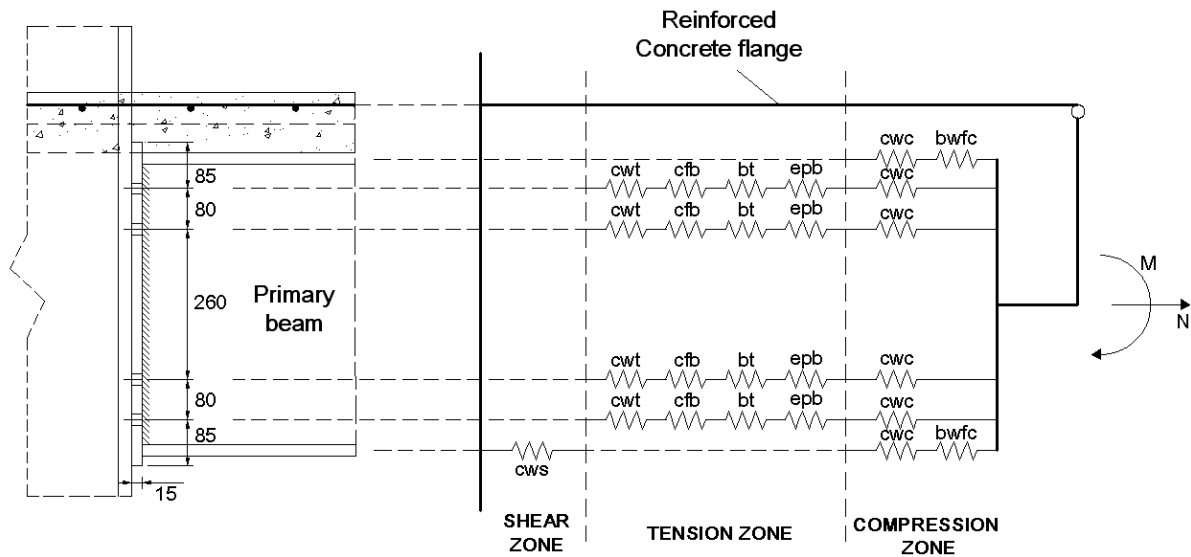 Reinforced
Concrete flange
cwc bwfc
85
cwt cfb bt epb cwc
80
cwt cfb bt epb cwc
260
Primary
beam
M
N
cwt cfb bt epb cwc
80
cwt cfb bt epb cwc
85
cwc bwfc
cws
15
SHEAR
ZONE
TENSION ZONE
COMPRESSION
ZONE